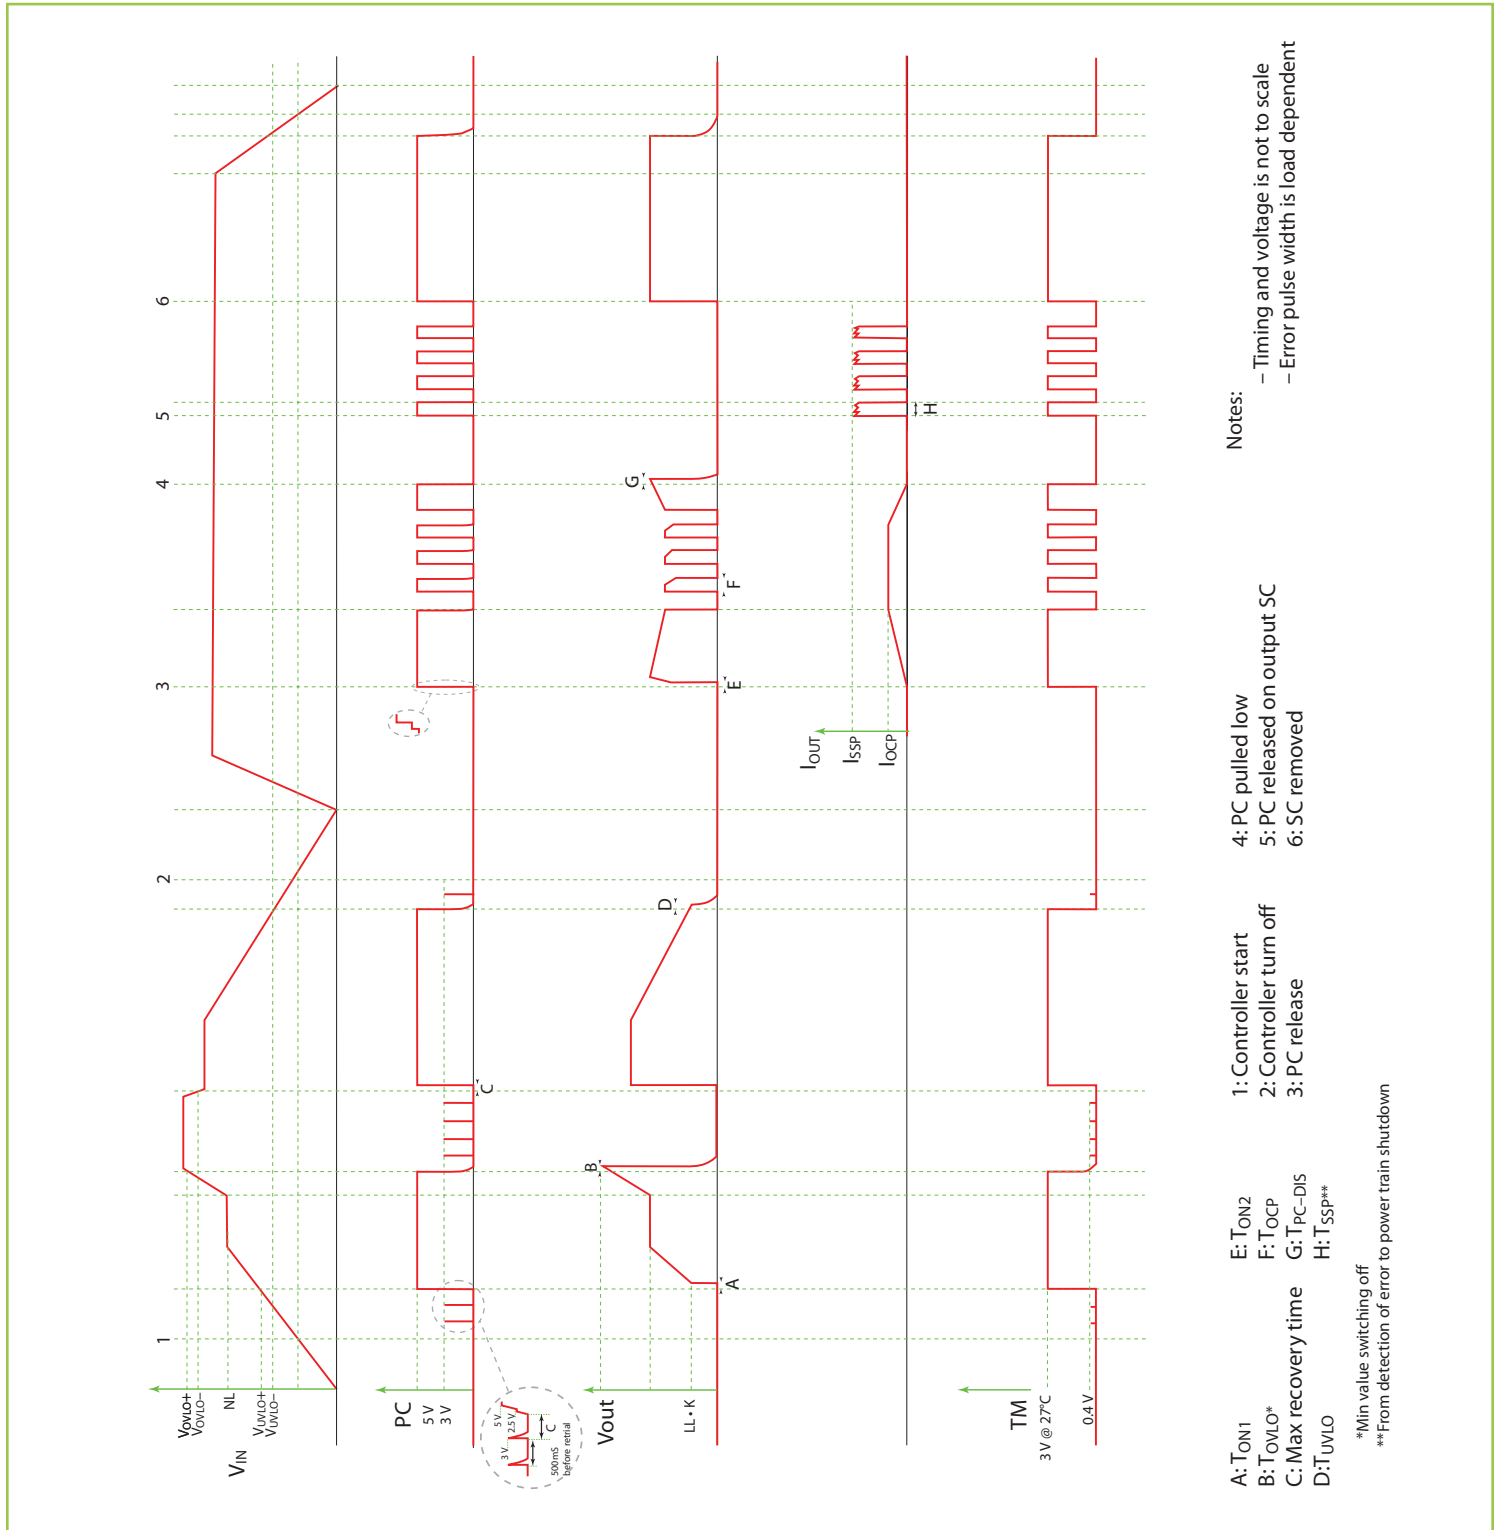 1
2
3
4
5
6
VOVLO+
VOVLO–
NL
VUVLO+
VUVLO–
VIN
PC
5 V
3 V
C
3 V
5 V
2.5 V
C
500mS
before retrial
Vout
LL • K
A
B
D
E
F
G
IOUT
ISSP
IOCP
H
TM
3 V @ 27°C
0.4 V
A: TON1
B: TOVLO*
C: Max recovery time
D:TUVLO
E: TON2
F: TOCP
G: TPC–DIS
H: TSSP**
1: Controller start
2: Controller turn off
3: PC release
4: PC pulled low
5: PC released on output SC
6: SC removed
Notes:
– Timing and voltage is not to scale
– Error pulse width is load dependent
*Min value switching off
**From detection of error to power train shutdown